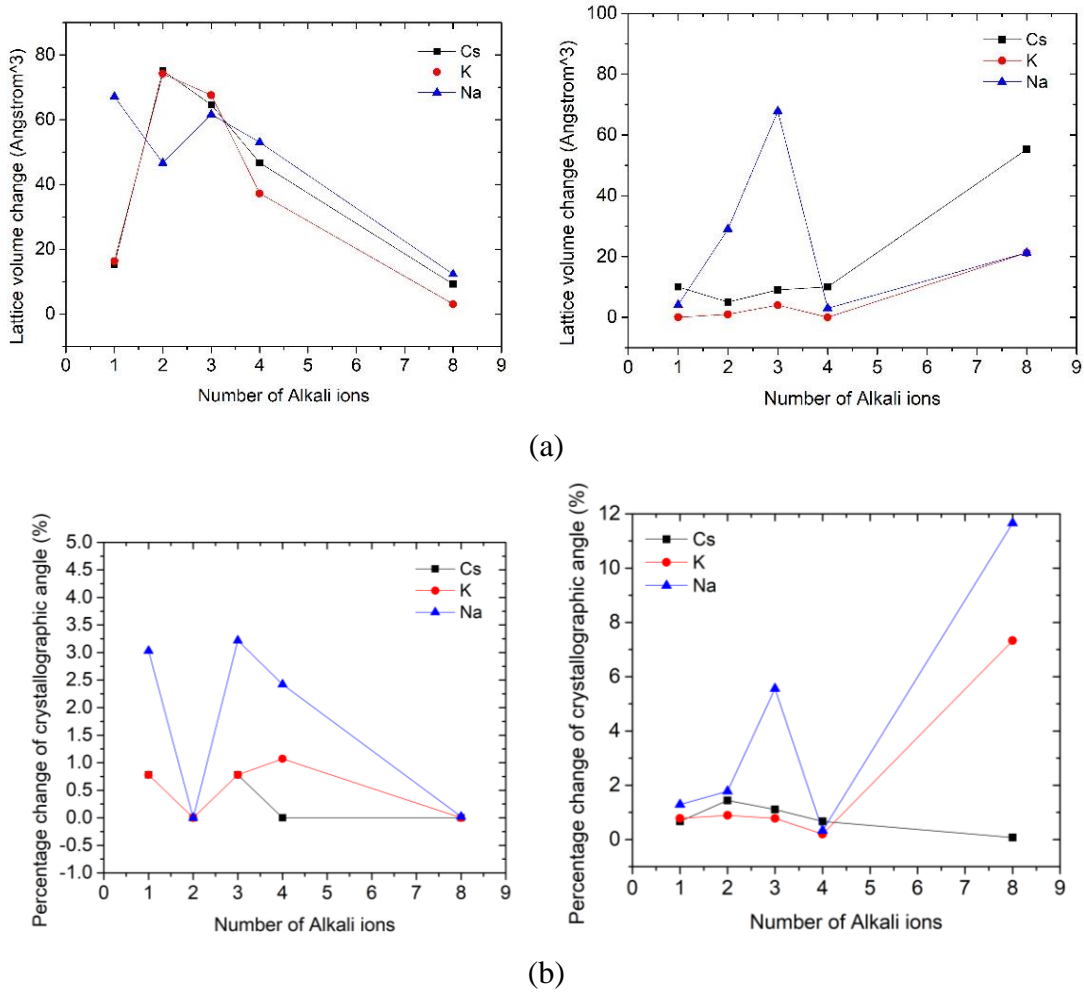 Lattice volume change (Angstrom^3)
80
60
40
20
0
0 1 2 3 4 5 6 7 8 9
Number of Alkali ions
Cs
K
Na
Lattice volume change (Angstrom^3)
100
80
60
40
20
0
0 1 2 3 4 5 6 7 8 9
Number of Alkali ions
Cs
K
Na
(a)
Percentage change of crystallographic angle (%)
5.0
4.5
4.0
3.5
3.0
2.5
2.0
1.5
1.0
0.5
0.0
-0.5
-1.0
0 1 2 3 4 5 6 7 8 9
Number of Alkali ions
Cs
K
Na
Percentage change of crystallographic angle (%)
12
10
8
6
4
2
0
0 1 2 3 4 5 6 7 8 9
Number of Alkali ions
Cs
K
Na
(b)